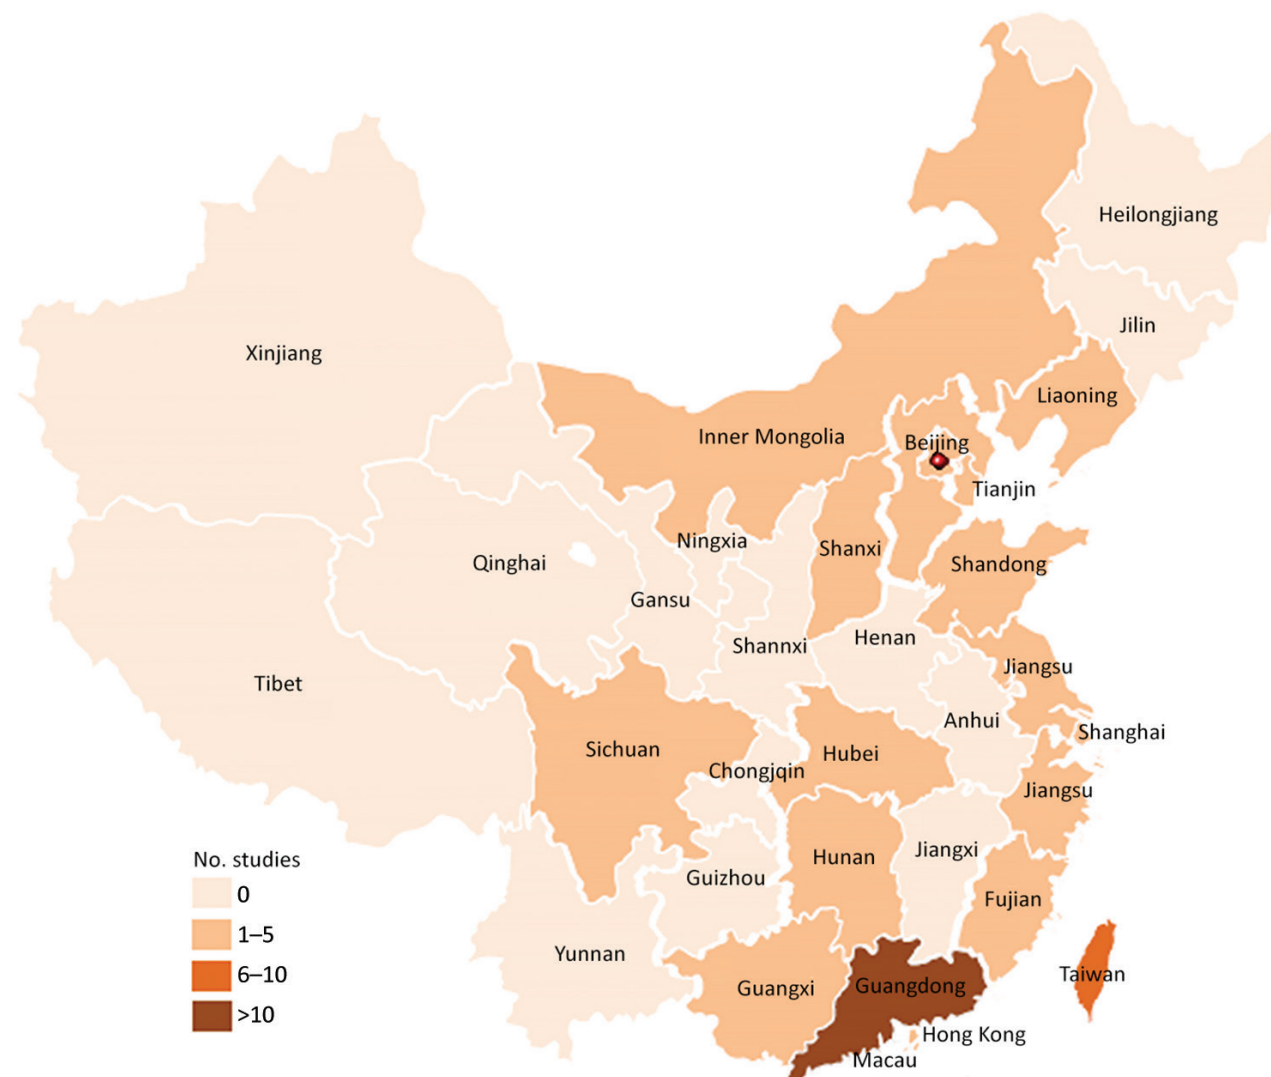 Heilongjiang
Jilin
Xinjiang
Liaoning
Inner Mongolia
Beijing
Tianjin
Ningxia
Shanxi
Qinghai
Shandong
Gansu
Henan
Shannxi
Jiangsu
Tibet
Anhui
Shanghai
Sichuan
Hubei
Chongjqin
Jiangsu
Jiangxi
Hunan
Guizhou
Fujian
Yunnan
Taiwan
Guangxi
Guangdong
Hong Kong
Macau
No. studies
0
1–5
6–10
>10